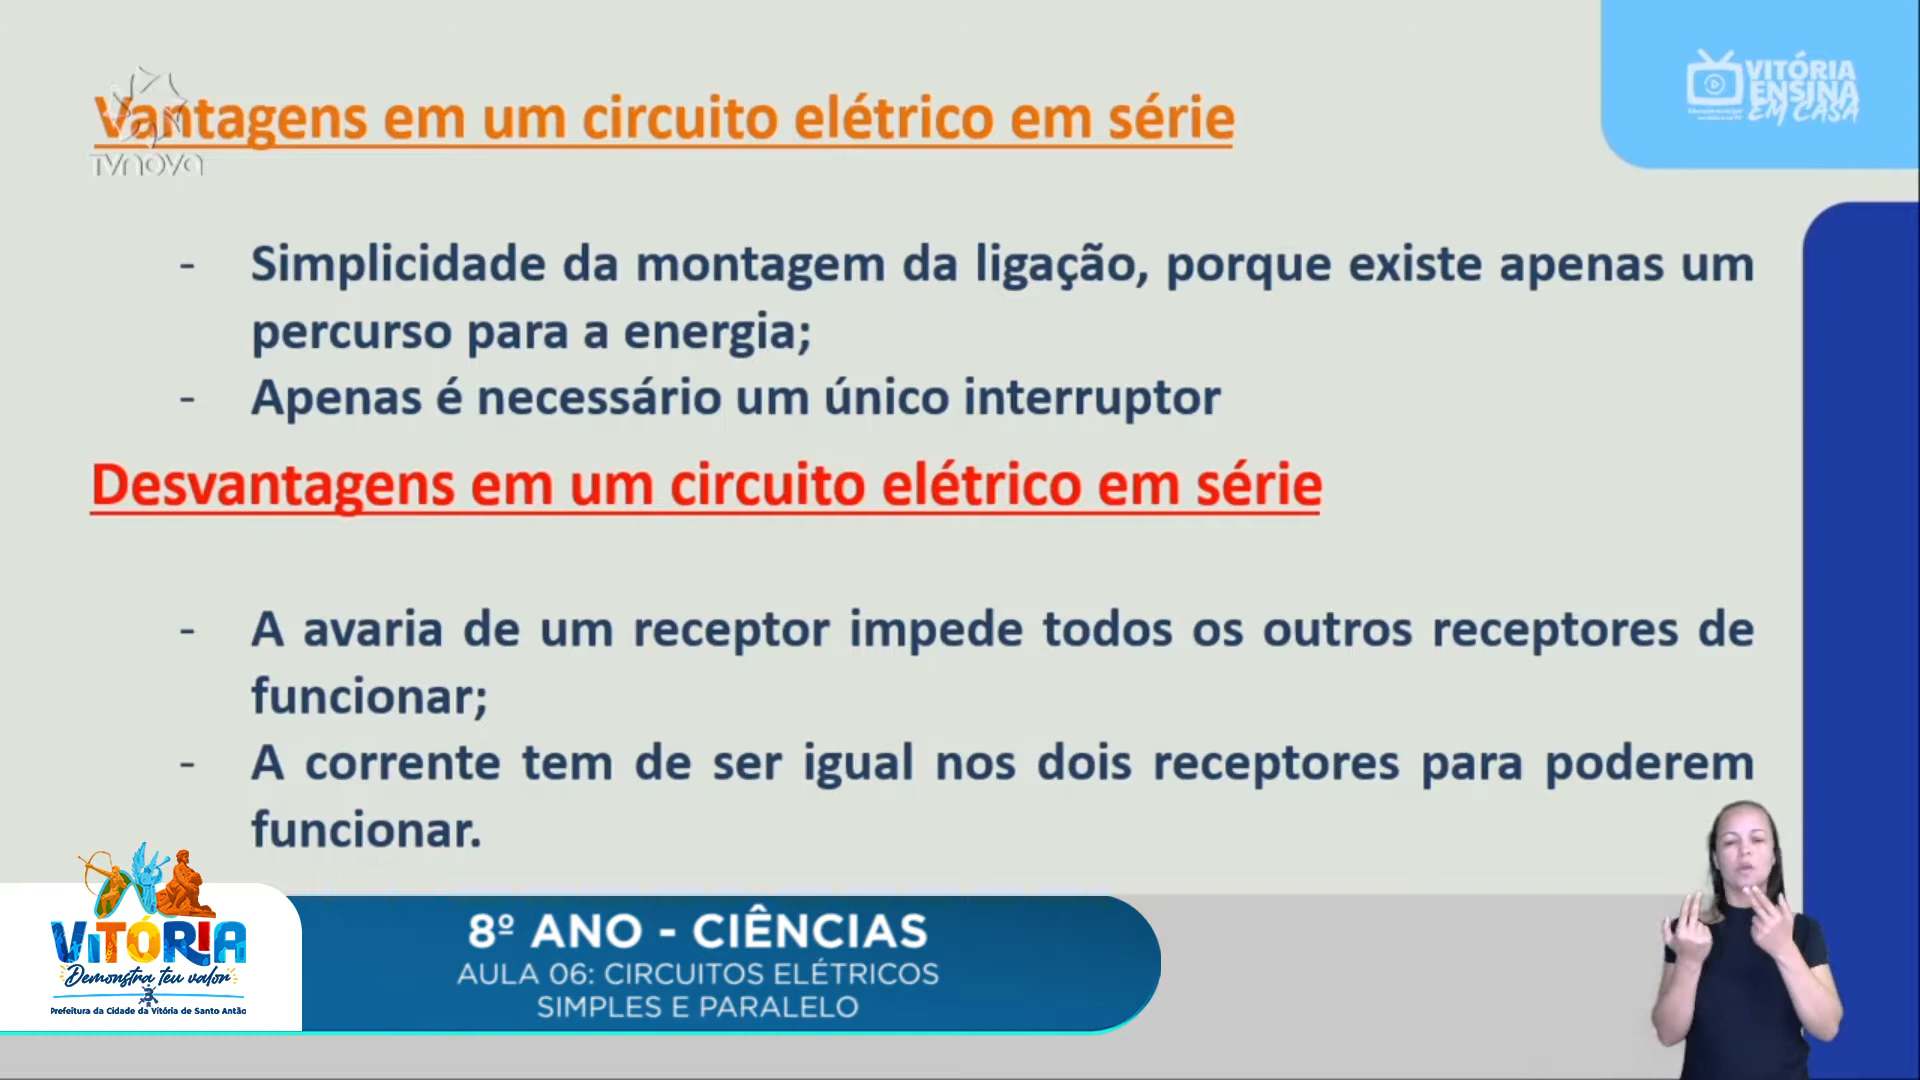 Vantagens em um circuito elétrico em série
TVNOVA
VITÓRIA
ENSINA
EM CASA
- Simplicidade da montagem da ligação, porque existe apenas um
percurso para a energia;
- Apenas é necessário um único interruptor
Desvantagens em um circuito elétrico em série
- A avaria de um receptor impede todos os outros receptores de
funcionar;
- A corrente tem de ser igual nos dois receptores para poderem
funcionar.
VITÓRIA
Demonstra teu valor
Prefeitura da Cidade da Vitória de Santo Antão
8º ANO - CIÊNCIAS
AULA 06: CIRCUITOS ELÉTRICOS
SIMPLES E PARALELO